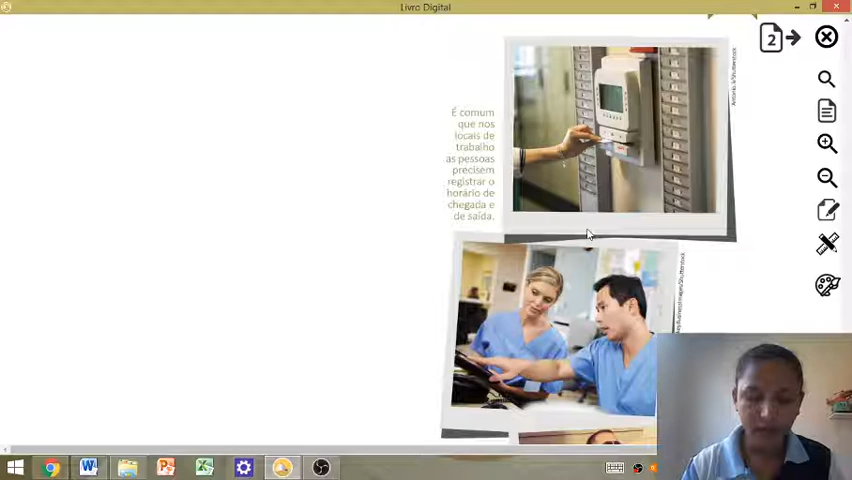 Livro Digital
2
É comum
que nos
locais de
trabalho
as pessoas
precisem
registrar o
horário de
chegada e
de saída.